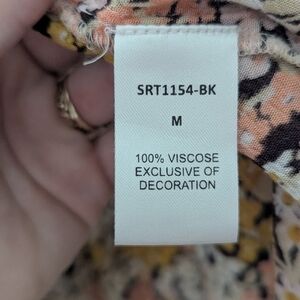 SRT1154-BK
M
100% VISCOSE
EXCLUSIVE OF
DECORATION